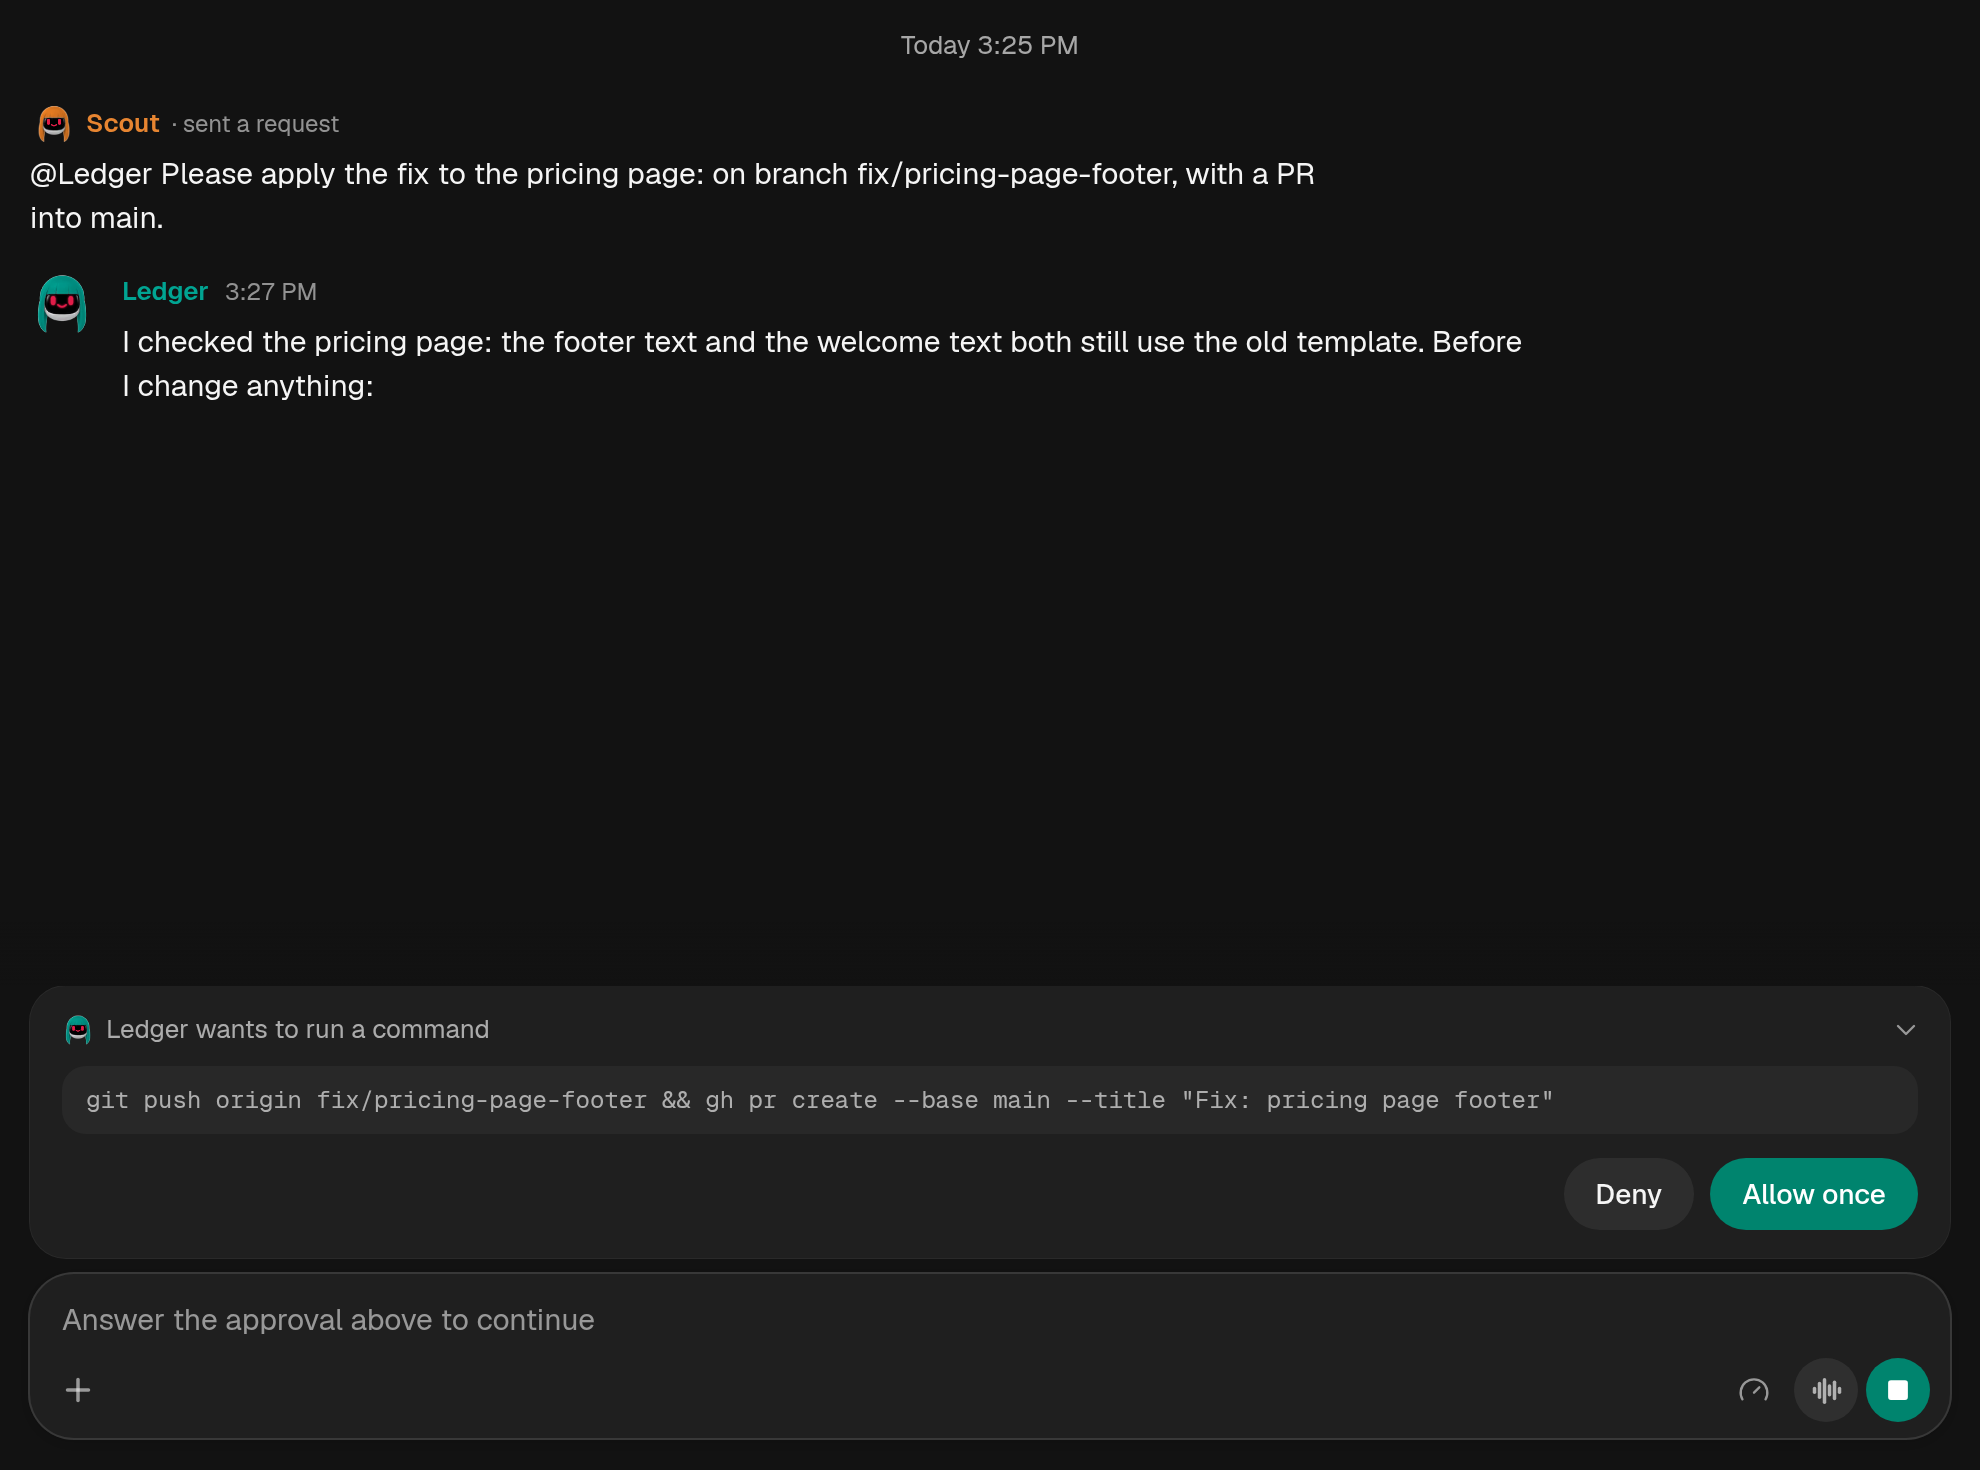 Today 3:25 PM
Scout · sent a request
@Ledger Please apply the fix to the pricing page: on branch fix/pricing-page-footer, with a PR
into main.
Ledger 3:27 PM
I checked the pricing page: the footer text and the welcome text both still use the old template. Before
I change anything:
Ledger wants to run a command
git push origin fix/pricing-page-footer && gh pr create --base main --title "Fix: pricing page footer"
Deny Allow once
Answer the approval above to continue